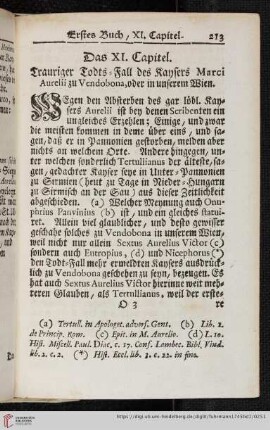 Erstes Buch, XI. Capitel.
213
Das XI. Capitel.
Trauriger Todts-Fall des Kaysers Marci
Aurelii zu Vendobona, oder in unserem Wien.
Wegen den Absterben des gar löbl. Kay-
sers Aurelii ist bey denen Scribenten ein
ungleiches Erzehlen; Einige, und zwar
die meisten kommen in deme über eins, und sa-
gen, daß er in Pannonien gestorben, melden aber
nichts an welchem Orte. Andere hingegen, un-
ter welchen sonderlich Tertullianus der älteste, sa-
gen, gedachter Kayser seye in Unter-Pannonien
zu Sirmien (heut zu Tage in Nieder-Hungarn
zu Sirmisch an der Sau) aus dieser Zeitlichkeit
abgeschieden. (a) Welcher Meynung auch Onu-
phrius Panvinius (b) ist, und ein gleiches statui-
ret. Allein viel glaublicher, und desto gewisser
geschahe solches zu Vendobona in unserem Wien,
weil nicht nur allein Sextus Aurelius Victor (c)
sondern auch Eutropius, (d) und Nicephorus (*)
den Todt-Fall mehr erwehlten Kaysers ausdrück-
lich zu Vendobona geschehen zu seyn, bezeugen. Es
hat auch Sextus Aurelius Victor hierinne weit meh-
reren Glauben, als Tertullianus, weil der erste-
O 3 re
(a) Tertull. in Apologet. advers. Gent. (b) Lib. 2.
de Princip. Rom. (c) Epit. in M. Aurelio. (d) L. 10.
Hist. Miscell. Paul. Diac. c. 17. Conf. Lambec. Bibl. Vind.
lib. 2. c. 2. (*) Hist. Eccl. lib. 3. c. 22. in fine.